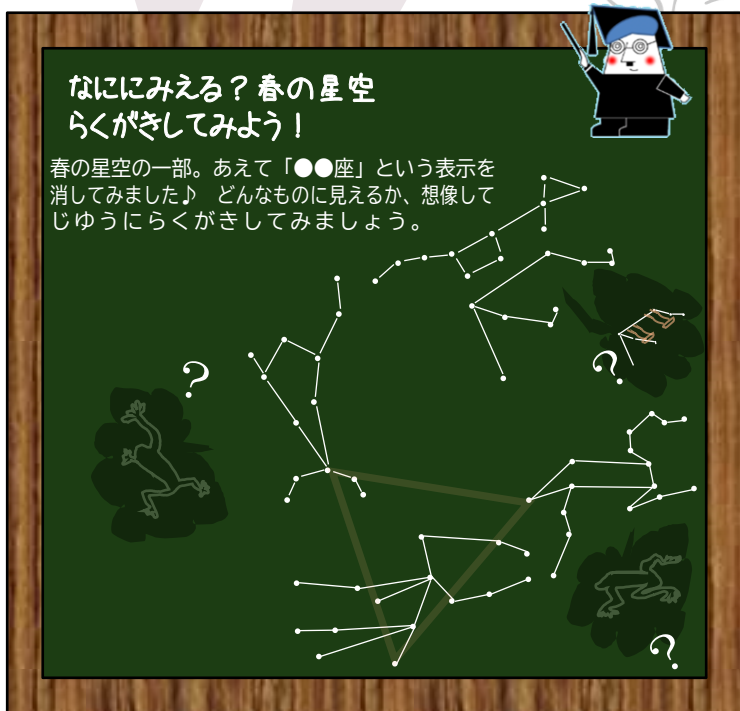 なににみえる？春の星空
らくがきしてみよう！
春の星空の一部。あえて「●●座」という表示を
消してみました♪　どんなものに見えるか、想像して
じゆうにらくがきしてみましょう。
?
?
?